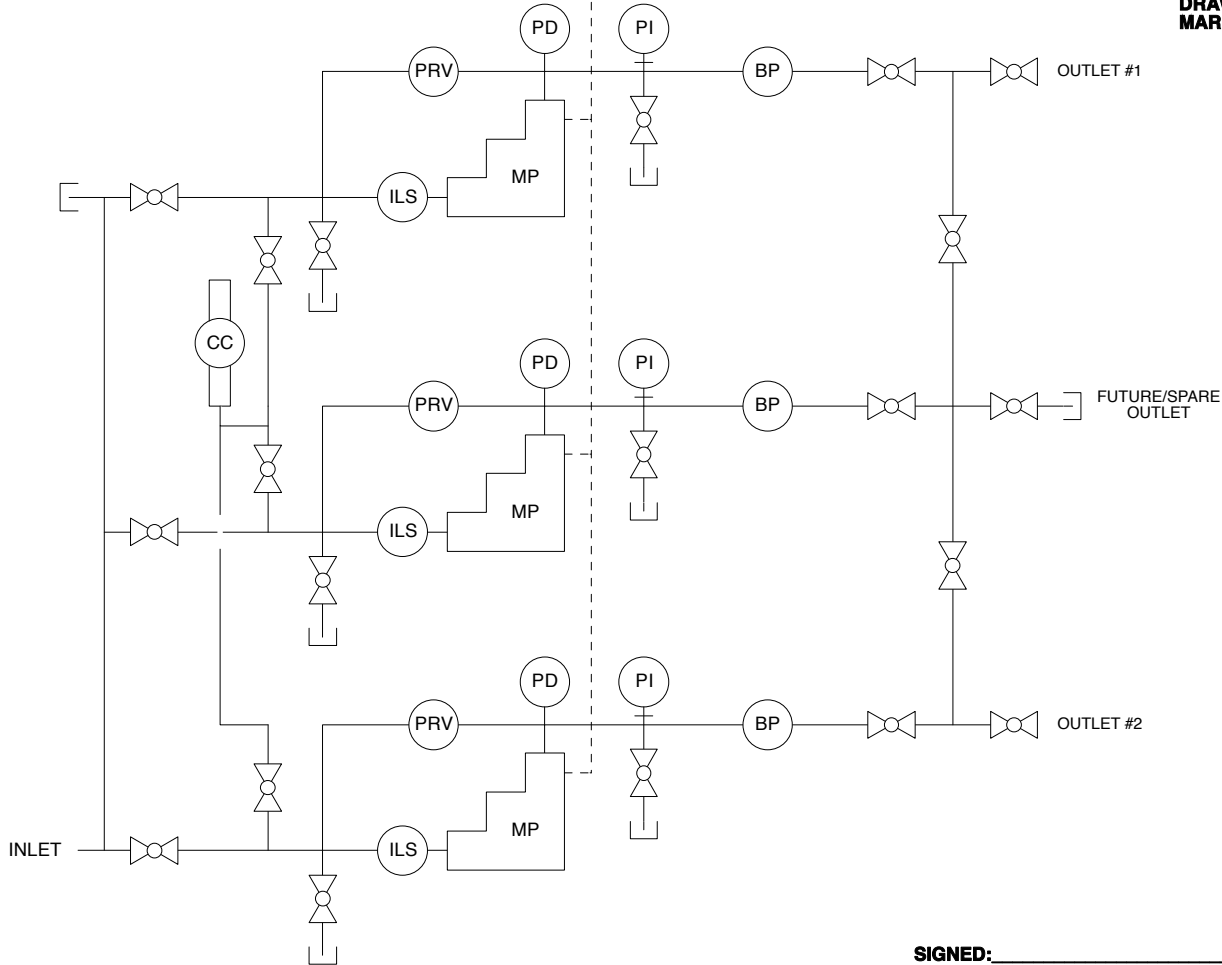 DRAW
MAR
PD
PI
PRV
BP
OUTLET #1
MP
ILS
CC
PD
PI
PRV
BP
FUTURE/SPARE
OUTLET
MP
ILS
PD
PI
PRV
BP
OUTLET #2
MP
INLET
ILS
SIGNED: